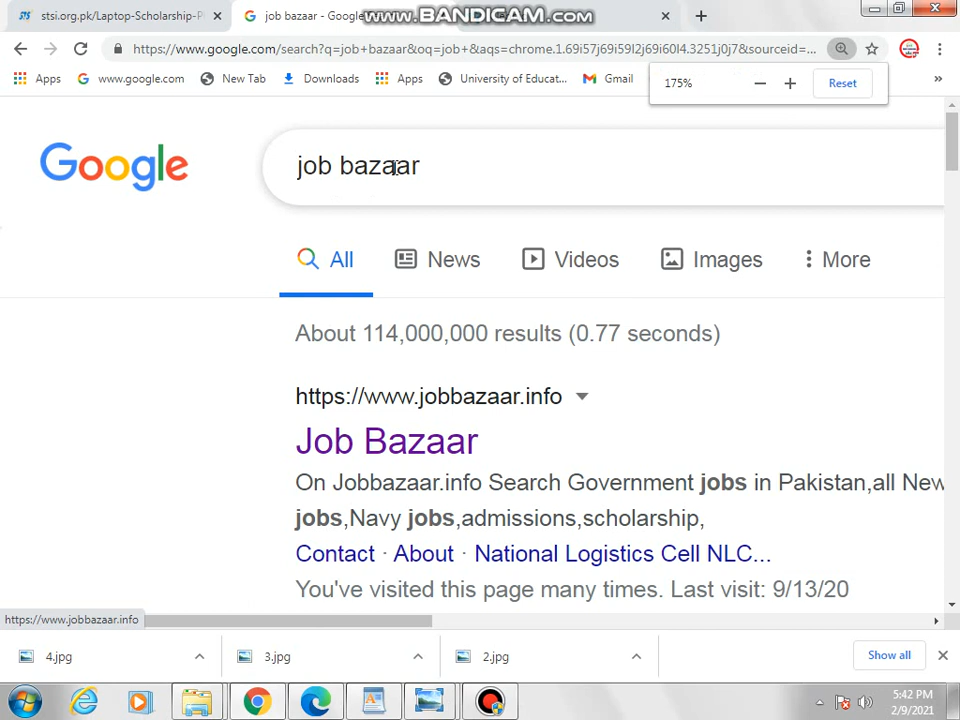 stsi.org.pk/Laptop-Scholarship-P
job bazaar - Google
www.BANDICAM.com
https://www.google.com/search?q=job+bazaar&oq=job+&aqs=chrome.1.69i57j69i59l2j69i60l4.3251j0j7&sourceid=...
Apps
www.google.com
New Tab
Downloads
Apps
University of Educat...
Gmail
»
175%
Reset
Google
job bazaar
All
News
Videos
Images
More
About 114,000,000 results (0.77 seconds)
https://www.jobbazaar.info
Job Bazaar
On Jobbazaar.info Search Government jobs in Pakistan,all New
jobs,Navy jobs,admissions,scholarship,
Contact · About · National Logistics Cell NLC...
You've visited this page many times. Last visit: 9/13/20
https://www.jobbazaar.info
4.jpg
3.jpg
2.jpg
Show all
5:42 PM
2/9/2021